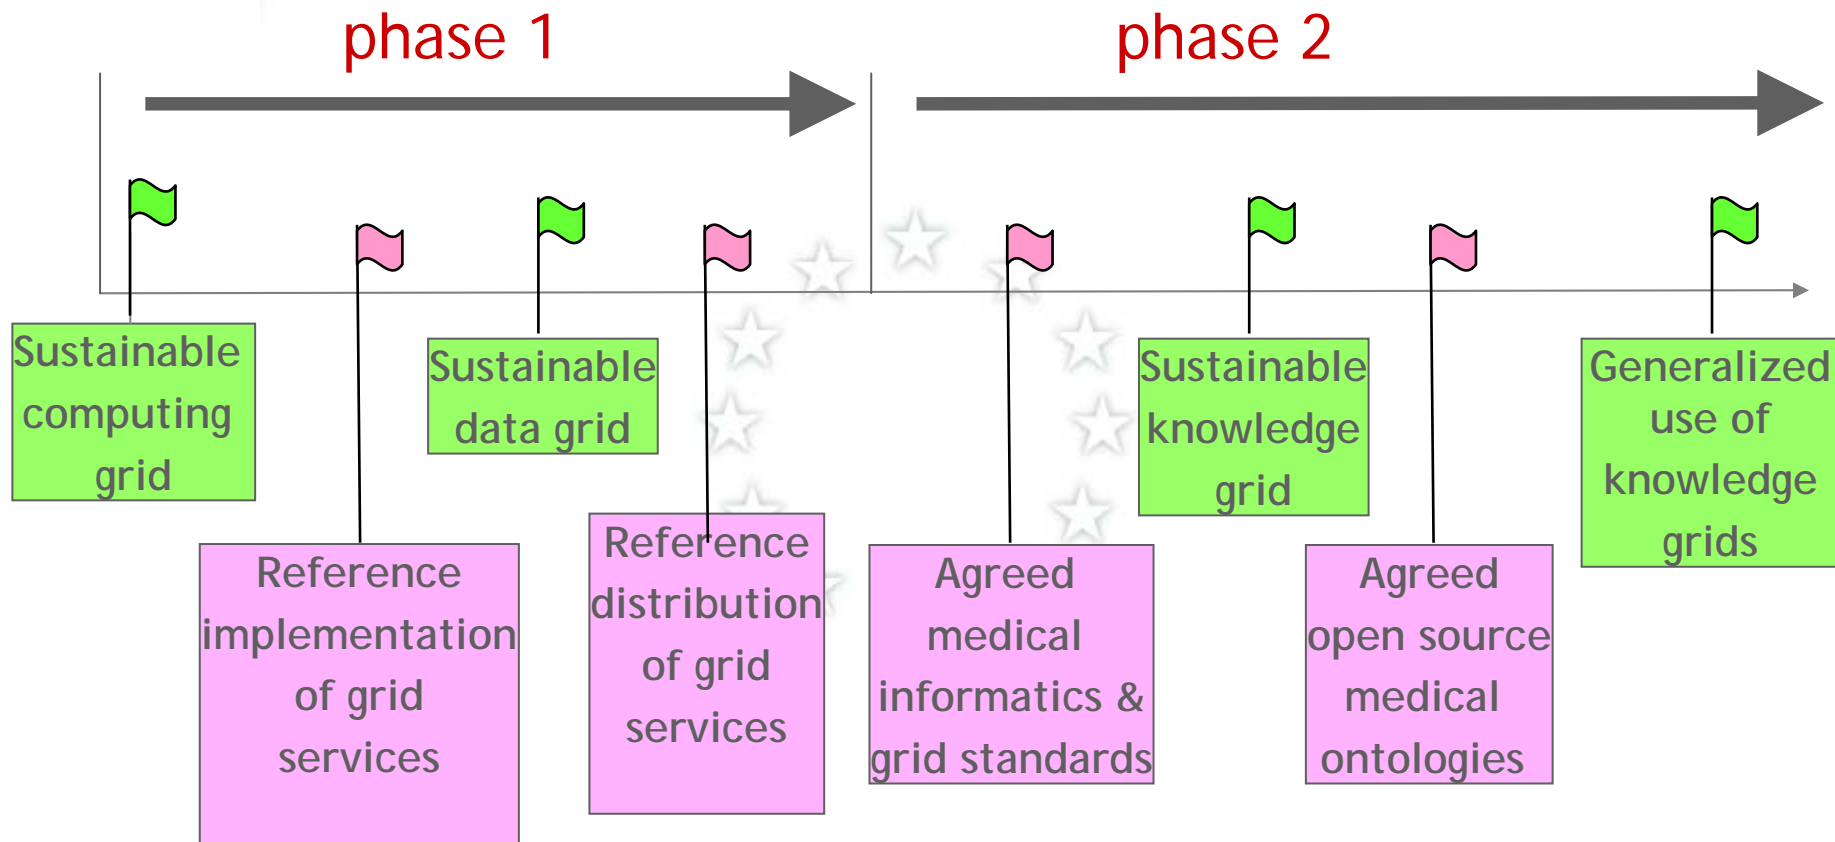 phase 1
phase 2
Sustainable
computing
grid
Reference
implementation
of grid
services
Sustainable
data grid
Reference
distribution
of grid
services
Agreed
medical
informatics &
grid standards
Sustainable
knowledge
grid
Agreed
open source
medical
ontologies
Generalized
use of
knowledge
grids